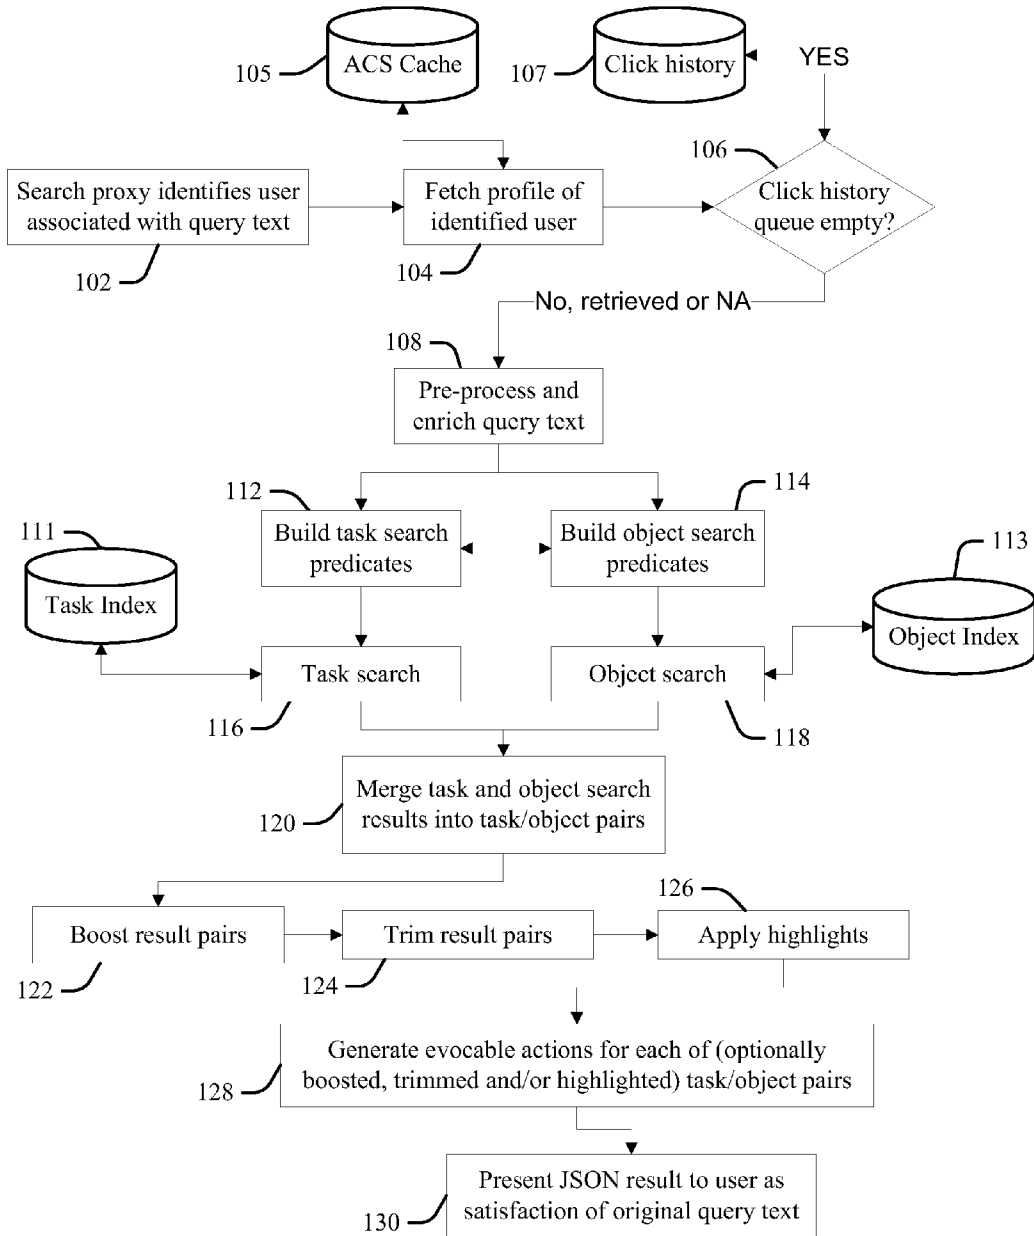 105
ACS Cache
107
Click history
YES
106
Search proxy identifies user
associated with query text
102
Fetch profile of
identified user
104
Click history
queue empty?
No, retrieved or NA
108
Pre-process and
enrich query text
112
114
111
Build task search
predicates
Build object search
predicates
113
Task Index
Object Index
Task search
Object search
116
118
Merge task and object search
results into task/object pairs
120
126
Boost result pairs
Trim result pairs
Apply highlights
122
124
Generate evocable actions for each of (optionally
boosted, trimmed and/or highlighted) task/object pairs
128
Present JSON result to user as
satisfaction of original query text
130